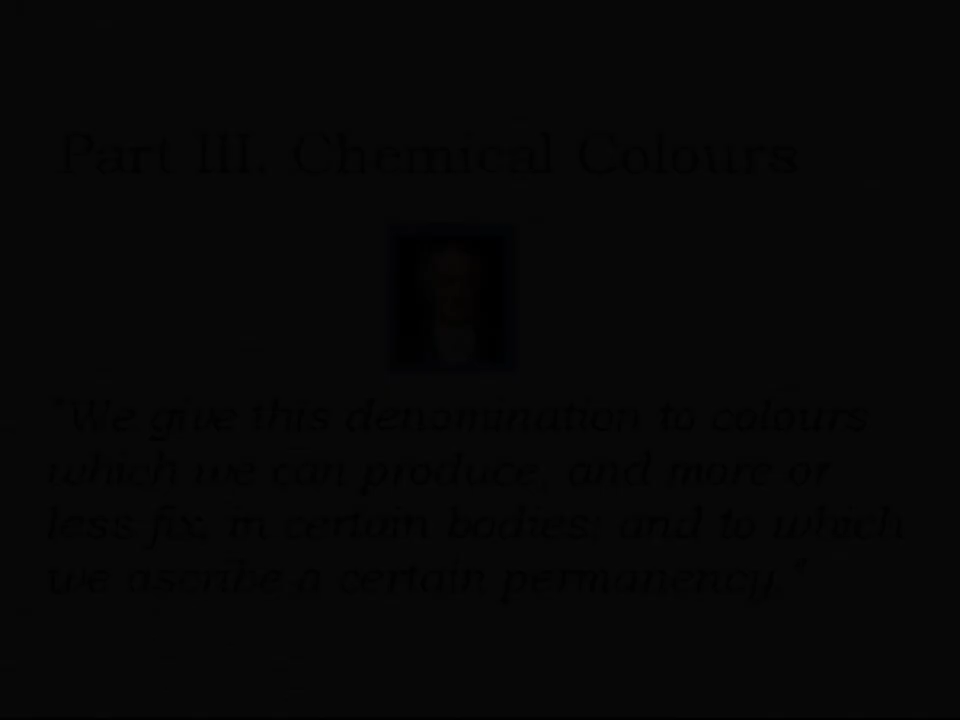 Part III. Chemical Colours
"We give this denomination to colours
which we can produce, and more or
less fix, in certain bodies: and to which
we ascribe a certain permanency."